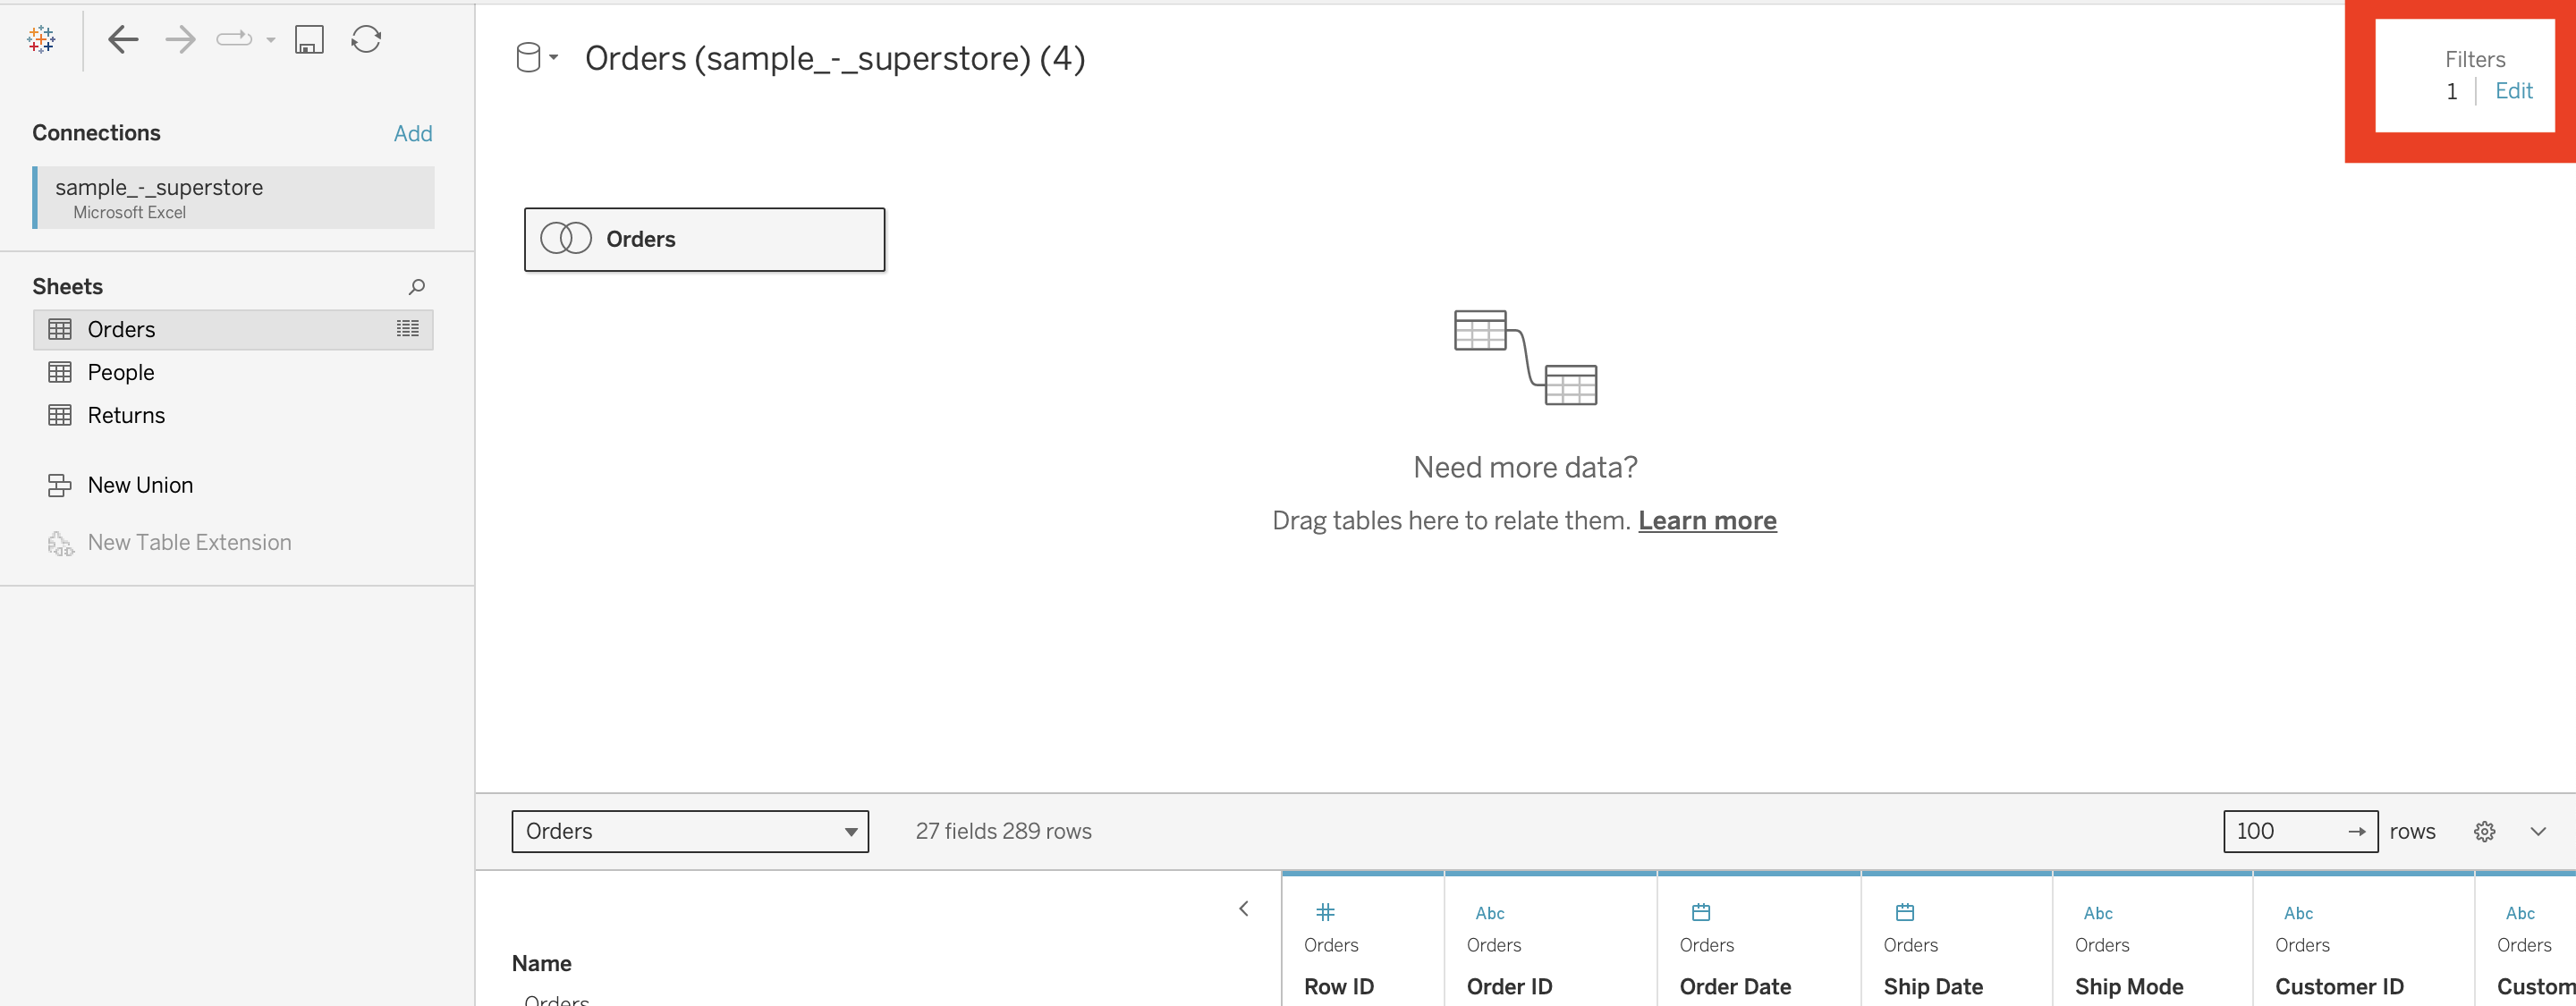 Orders (sample_-_superstore) (4)
Filters
1 | Edit
Connections
Add
sample_-_superstore
Microsoft Excel
Sheets
Orders
People
Returns
New Union
New Table Extension
Orders
Need more data?
Drag tables here to relate them. Learn more
Orders
27 fields 289 rows
100
rows
Name
Orders
# Abc Abc Abc Abc
Orders Orders Orders Orders Orders Orders Orders
Row ID Order ID Order Date Ship Date Ship Mode Customer ID Custom